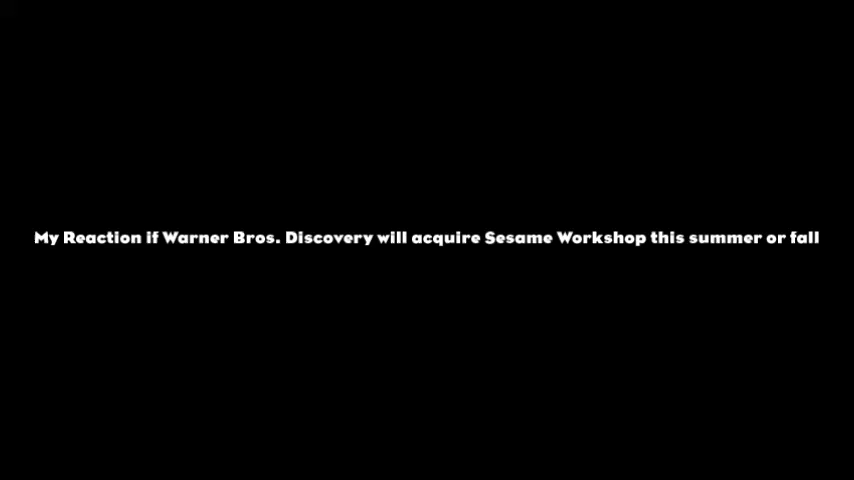 My Reaction if Warner Bros. Discovery will acquire Sesame Workshop this summer or fall